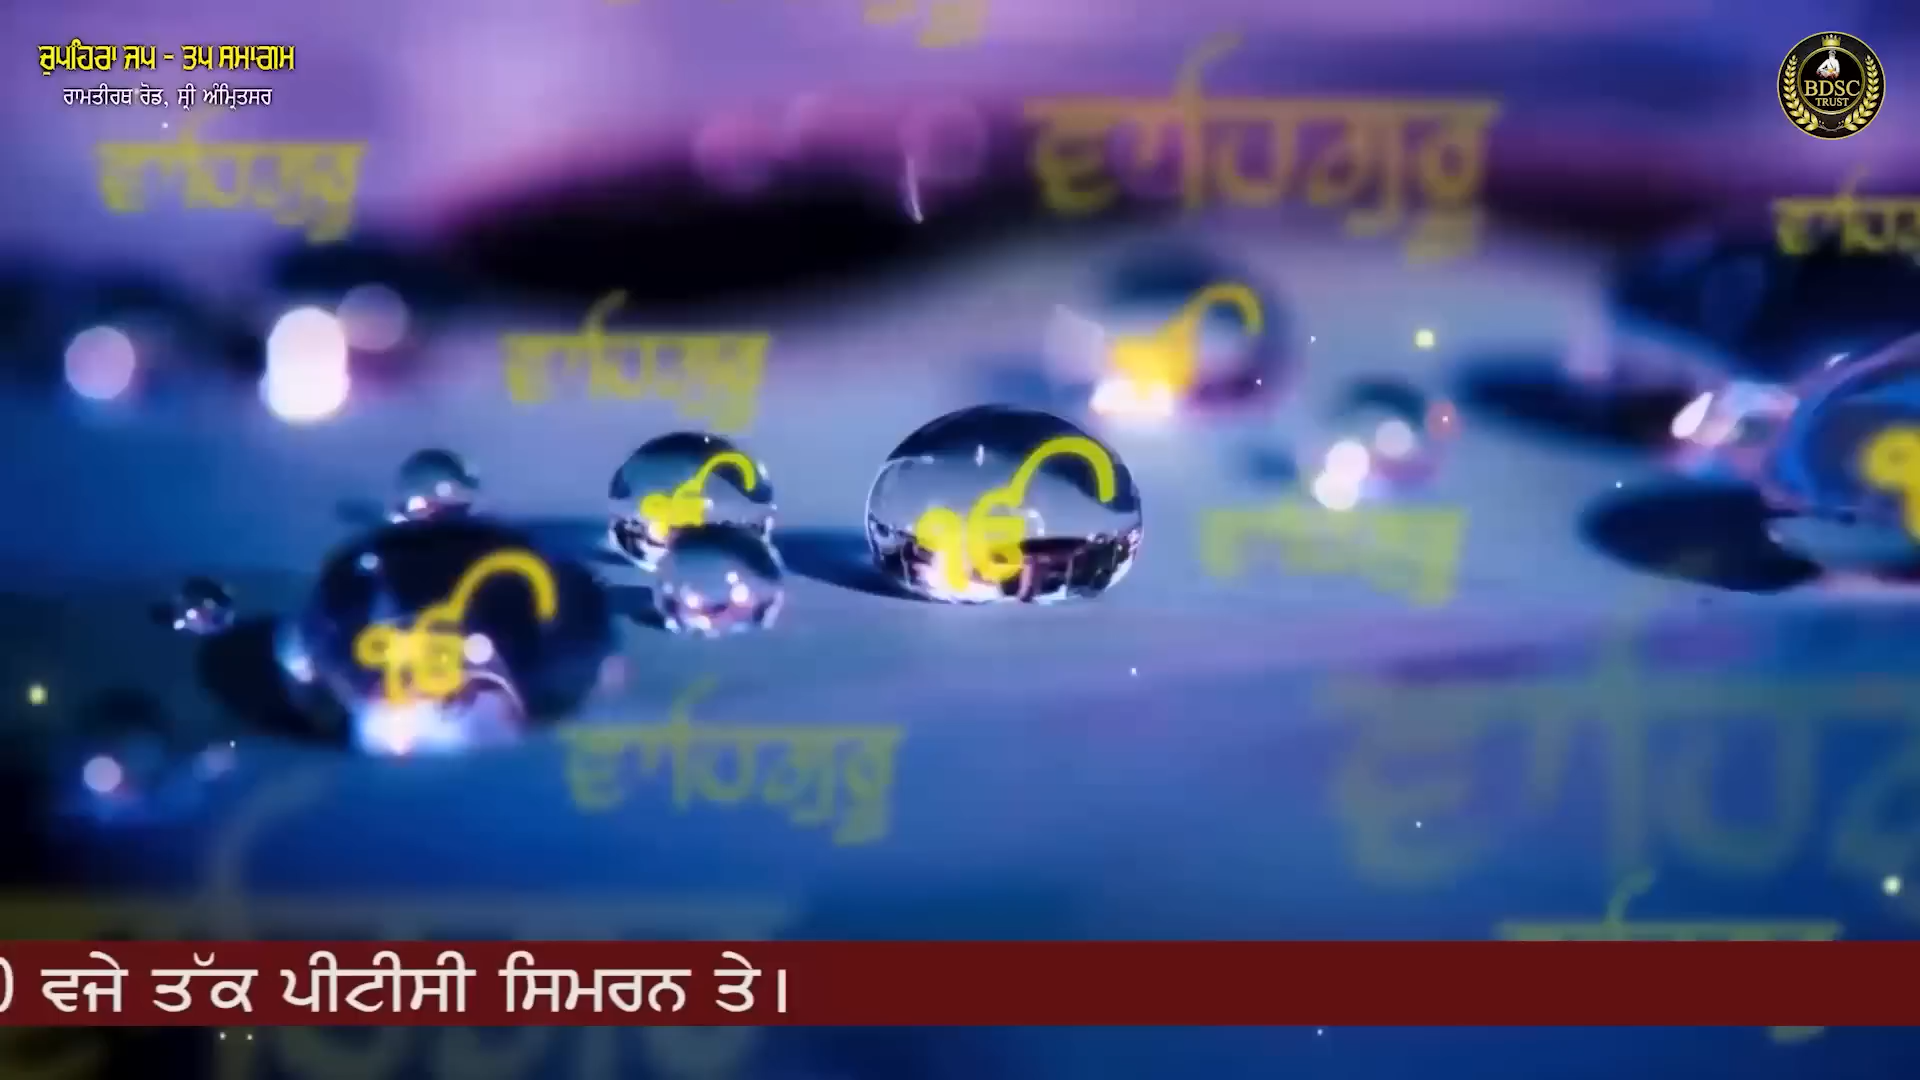 ਚੁਪਹਿਰਾ ਜਪ - ਤਪ ਸਮਾਗਮ
ਰਾਮਤੀਰਥ ਰੋਡ, ਸ੍ਰੀ ਅੰਮ੍ਰਿਤਸਰ
BDSC
TRUST
ਵਾਹਿਗੁਰੂ
ਵਾਹਿਗੁਰੂ
ਵਾਹਿਗੁਰੂ
ੴ
ੴ
ੴ
ੴ
ਵਾਹਿਗੁਰੂ
ਵਾਹਿਗੁਰੂ
ਵਜੇ ਤੱਕ ਪੀਟੀਸੀ ਸਿਮਰਨ ਤੇ।